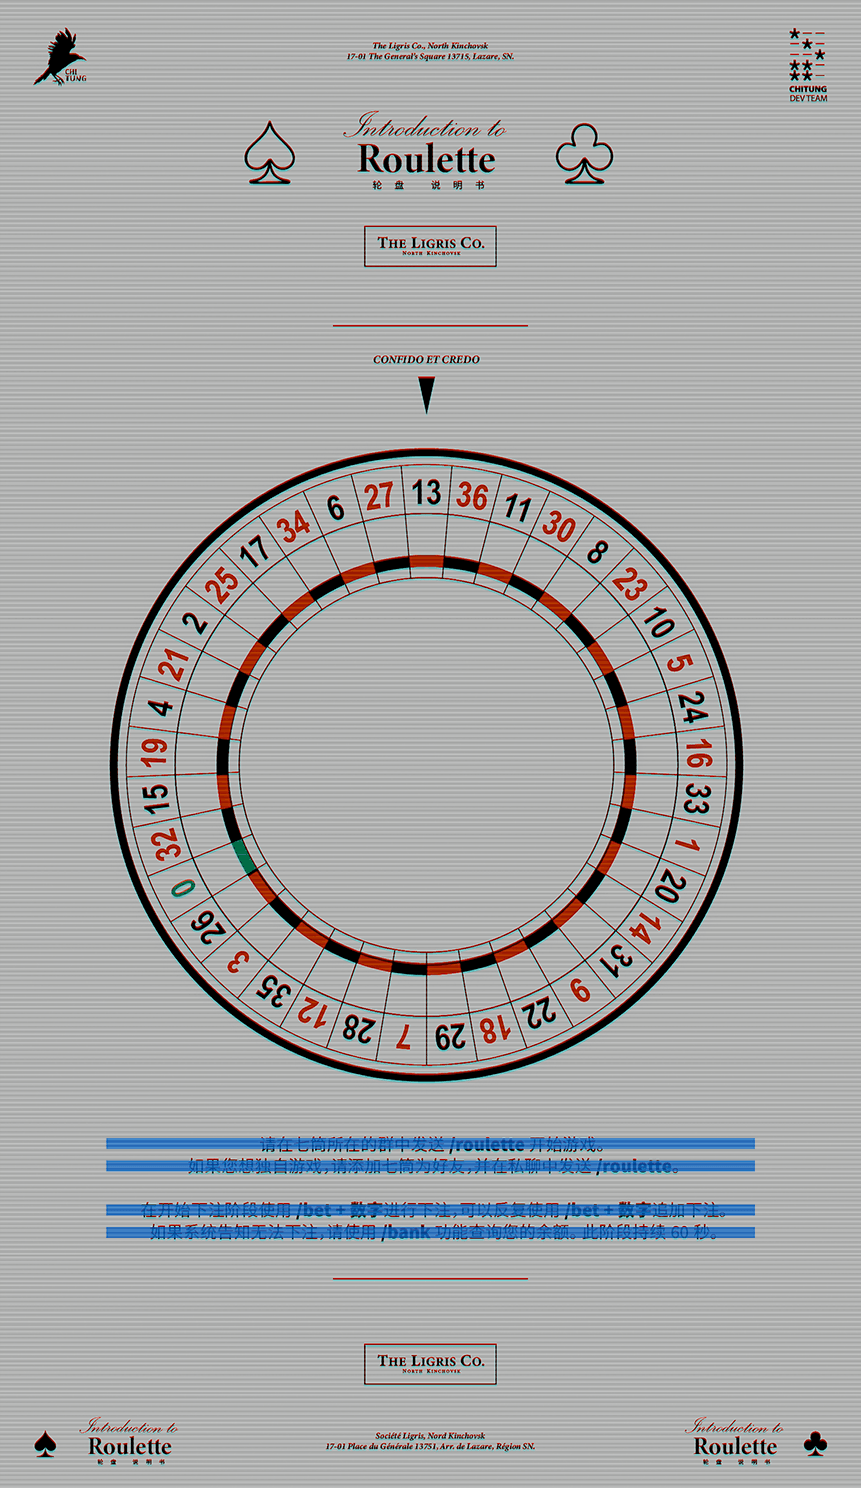 The Ligris Co., North Kinchovsk
17-01 The General's Square 13715, Lazare, SN.
CHI
TUNG
CHITUNG
DEV TEAM
Introduction to
Roulette
轮盘 说明书
THE LIGRIS CO.
NORTH KINCHOVSK
CONFIDO ET CREDO
13 36 11 30 8 23 10 5 24 16 33 1 20 14 31 9 22 18 29 7 28 12 35 3 26 0 32 15 19 4 21 2 25 17 34 6 27
请在七筒所在的群中发送 /roulette 开始游戏。
如果您想独自游戏，请添加七筒为好友，并在私聊中发送 /roulette。
在开始下注阶段使用 /bet + 数字进行下注，可以反复使用 /bet + 数字追加下注。
如果系统告知无法下注，请使用 /bank 功能查询您的余额。此阶段持续 60 秒。
THE LIGRIS CO.
NORTH KINCHOVSK
Introduction to
Roulette
轮盘 说明书
Société Ligris, Nord Kinchovsk
17-01 Place du Générale 13751, Arr. de Lazare, Région SN.
Introduction to
Roulette
轮盘 说明书